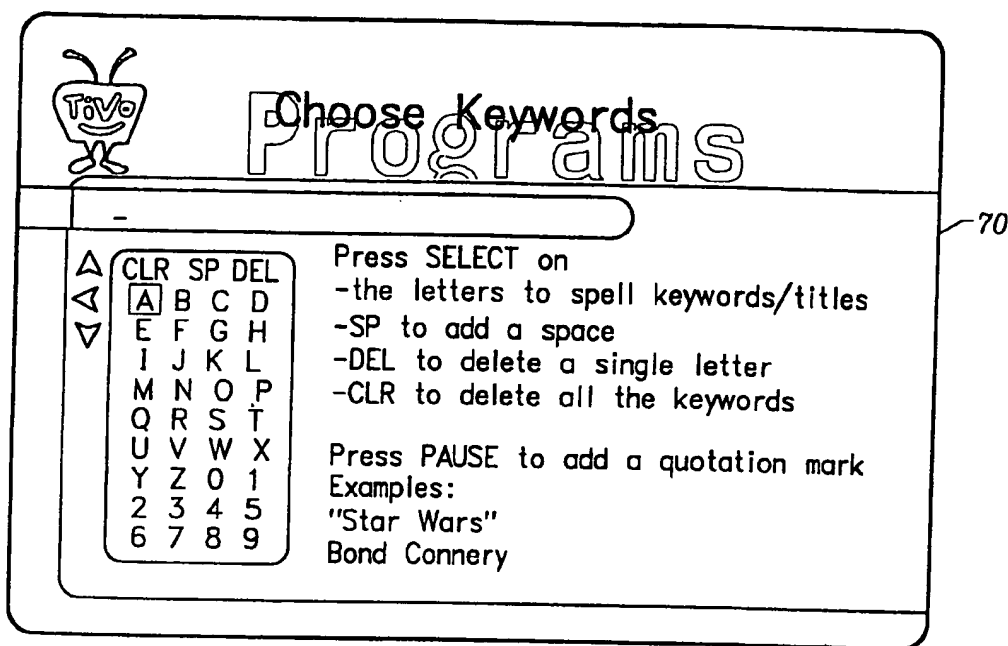 TiVo
Choose Keywords
Programs
-
70
CLR SP DEL
A B C D
E F G H
I J K L
M N O P
Q R S T
U V W X
Y Z 0 1
2 3 4 5
6 7 8 9
Press SELECT on
-the letters to spell keywords/titles
-SP to add a space
-DEL to delete a single letter
-CLR to delete all the keywords
Press PAUSE to add a quotation mark
Examples:
"Star Wars"
Bond Connery